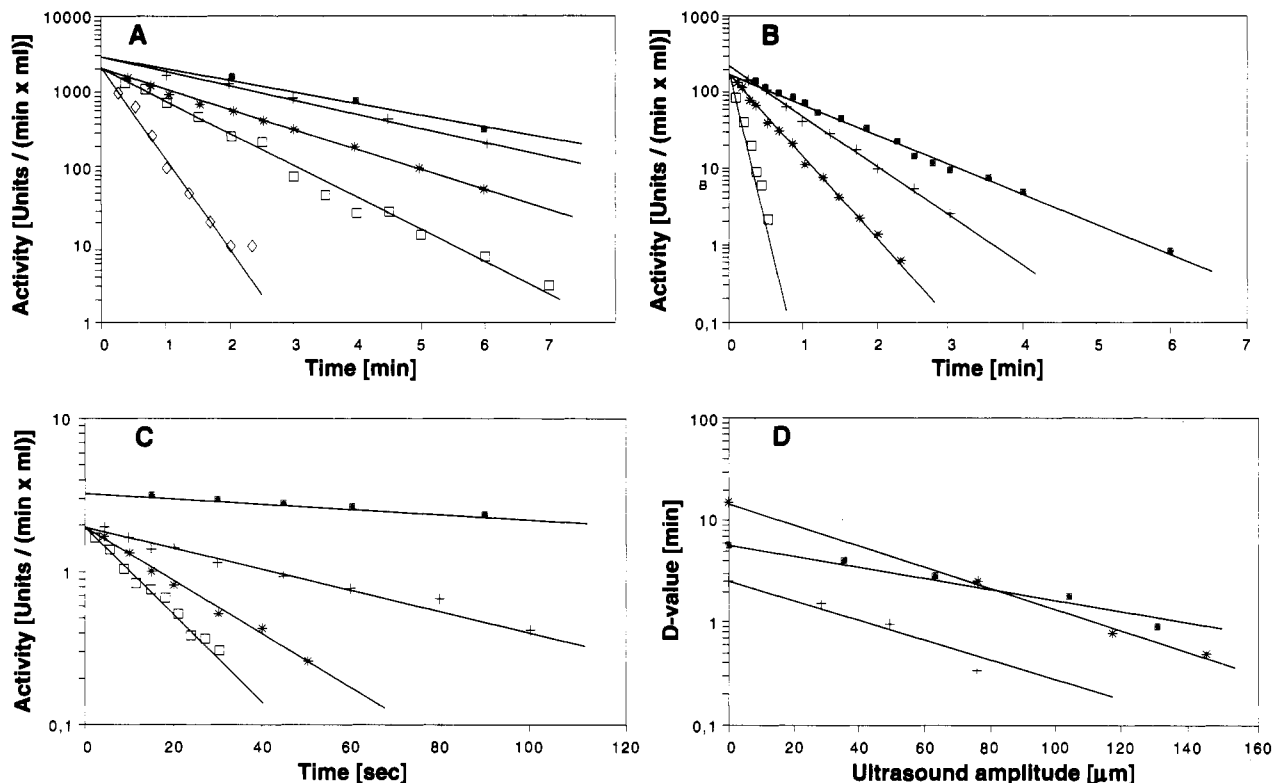 A
Activity [Units / (min x ml)]
10000
1000
100
10
1
0 1 2 3 4 5 6 7
Time [min]
B
Activity [Units / (min x ml)]
1000
100
10
B
1
0,1
0 1 2 3 4 5 6 7
Time [min]
C
Activity [Units / (min x ml)]
10
1
0,1
0 20 40 60 80 100 120
Time [sec]
D
D-value [min]
100
10
1
0,1
0 20 40 60 80 100 120 140 160
Ultrasound amplitude [µm]